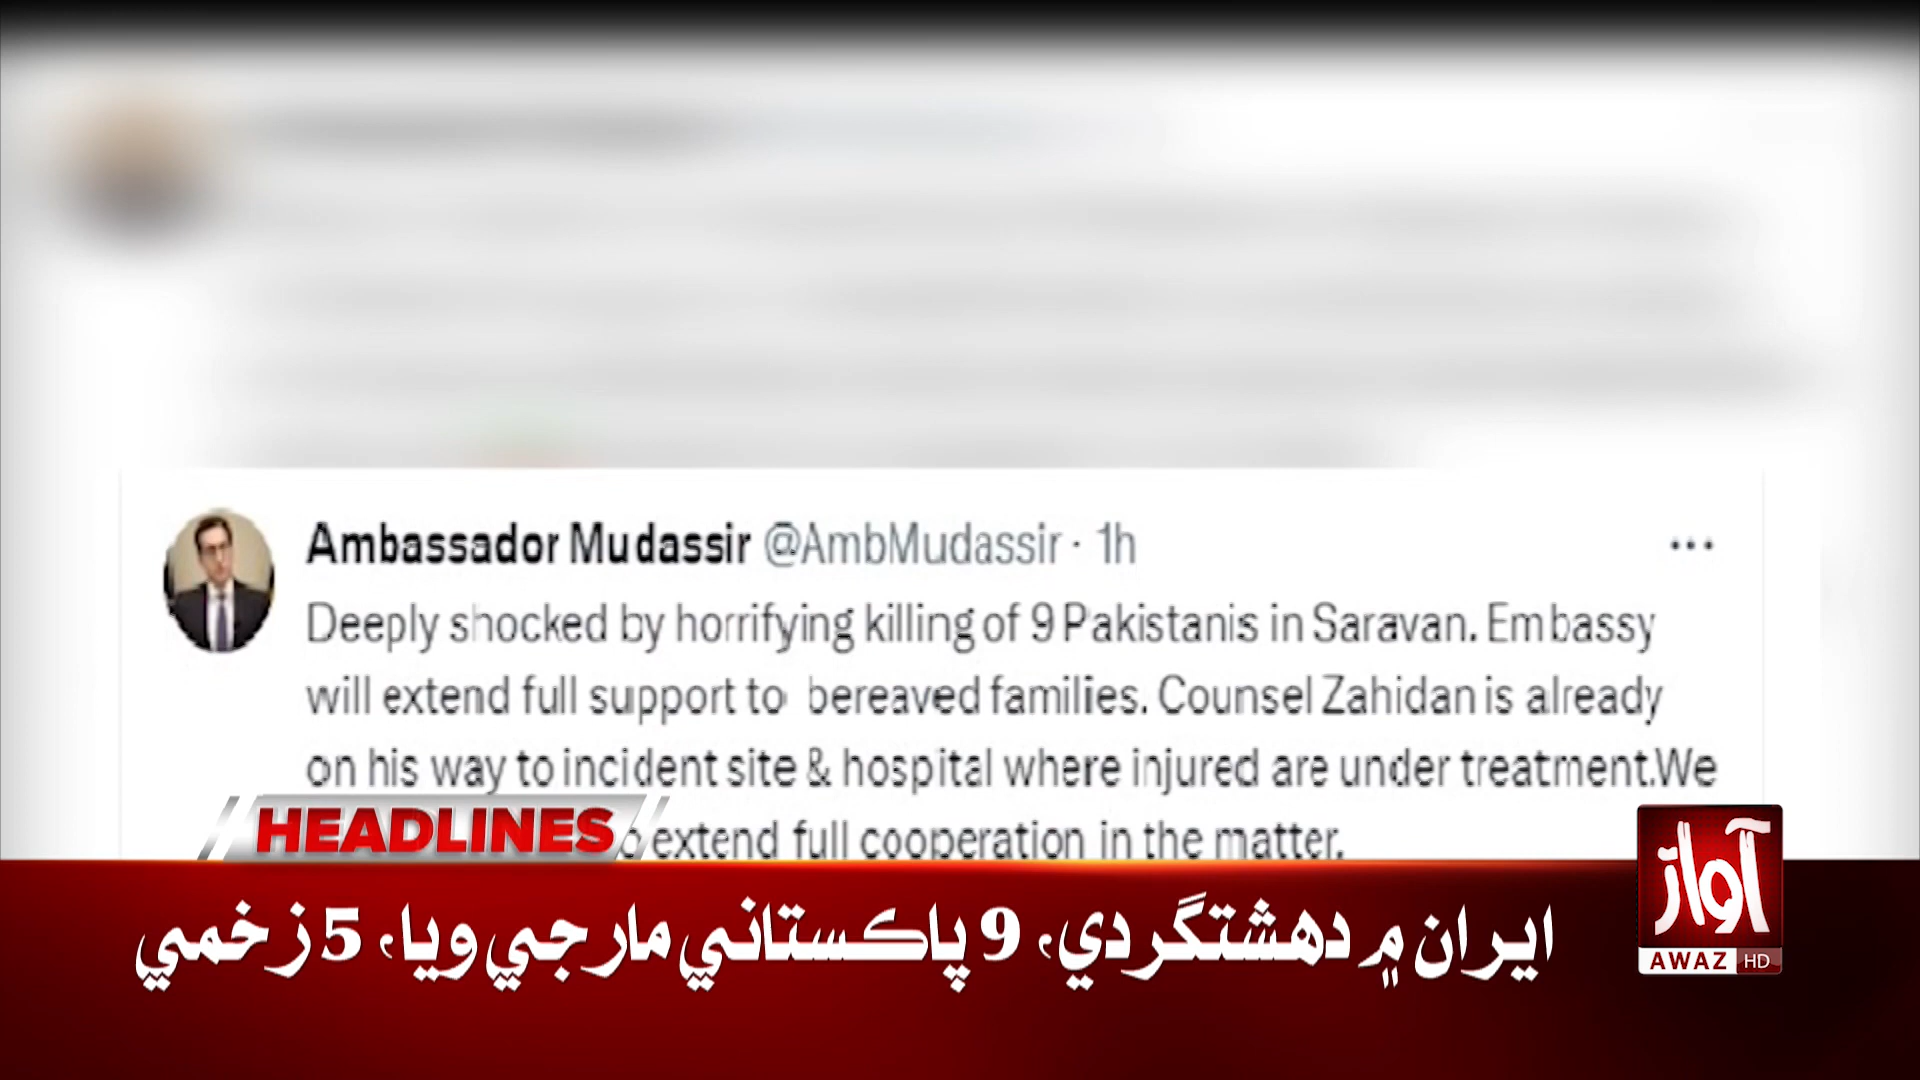 Ambassador Mudassir @AmbMudassir · 1h
Deeply shocked by horrifying killing of 9 Pakistanis in Saravan. Embassy
will extend full support to bereaved families. Counsel Zahidan is already
on his way to incident site & hospital where injured are under treatment.We
extend full cooperation in the matter.
HEADLINES
ايران ۾ دهشتگردي، 9 پاڪستاني مارجي ويا، 5 زخمي
آواز
AWAZ HD